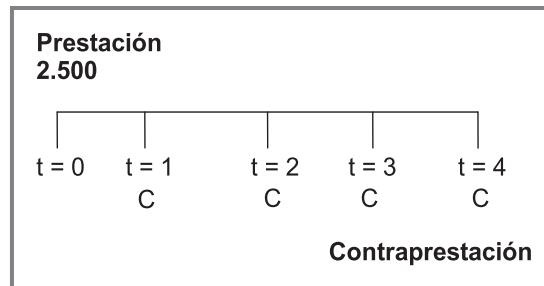 Prestación
2.500
t = 0 t = 1 t = 2 t = 3 t = 4
C C C C
Contraprestación